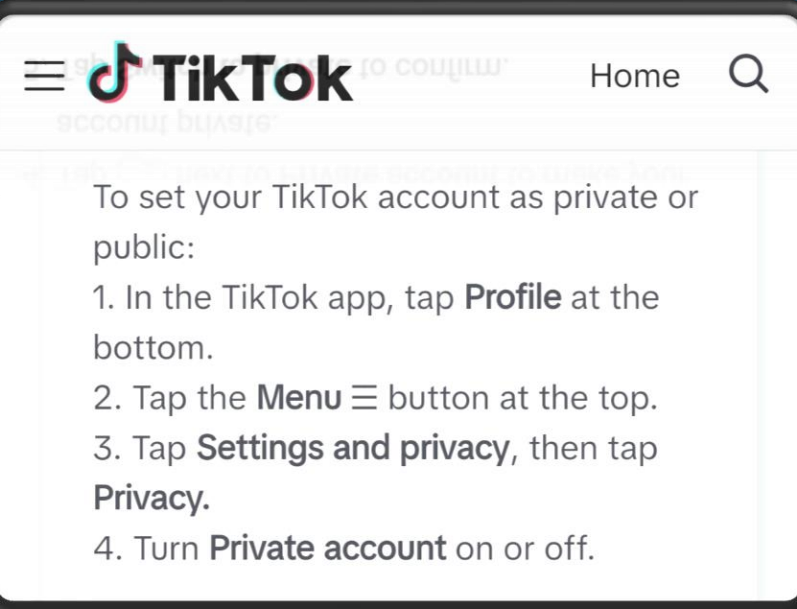 TikTok Home
To set your TikTok account as private or
public:
1. In the TikTok app, tap Profile at the
bottom.
2. Tap the Menu ☰ button at the top.
3. Tap Settings and privacy, then tap
Privacy.
4. Turn Private account on or off.